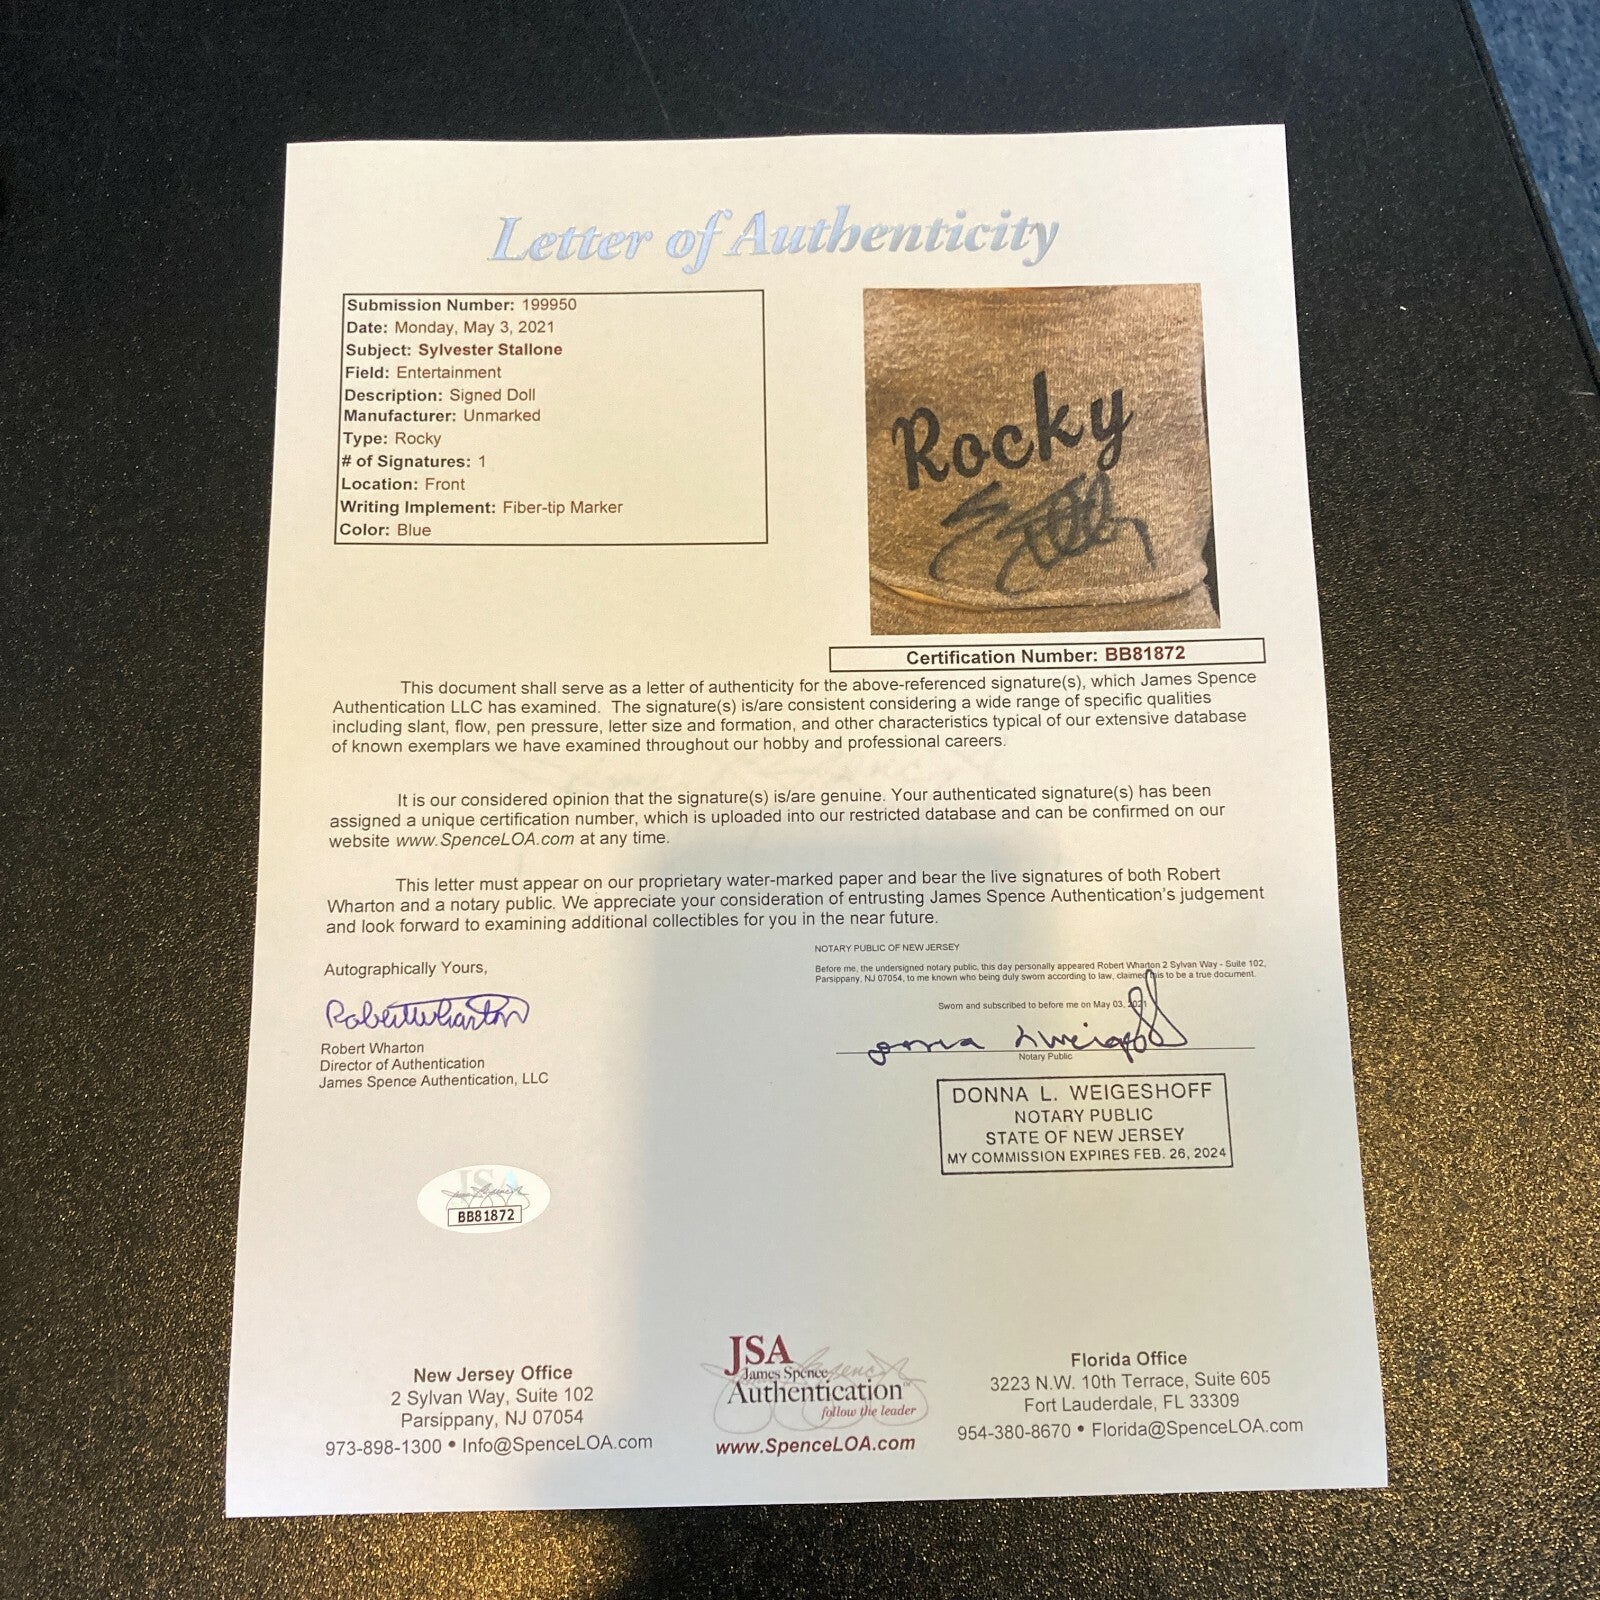 Letter of Authenticity
Submission Number: 199950
Date: Monday, May 3, 2021
Subject: Sylvester Stallone
Field: Entertainment
Description: Signed Doll
Manufacturer: Unmarked
Type: Rocky
# of Signatures: 1
Location: Front
Writing Implement: Fiber-tip Marker
Color: Blue
Rocky
Certification Number: BB81872
This document shall serve as a letter of authenticity for the above-referenced signature(s), which James Spence
Authentication LLC has examined. The signature(s) is/are consistent considering a wide range of specific qualities
including slant, flow, pen pressure, letter size and formation, and other characteristics typical of our extensive database
of known exemplars we have examined throughout our hobby and professional careers.
It is our considered opinion that the signature(s) is/are genuine. Your authenticated signature(s) has been
assigned a unique certification number, which is uploaded into our restricted database and can be confirmed on our
website www.SpenceLOA.com at any time.
This letter must appear on our proprietary water-marked paper and bear the live signatures of both Robert
Wharton and a notary public. We appreciate your consideration of entrusting James Spence Authentication's judgement
and look forward to examining additional collectibles for you in the near future.
NOTARY PUBLIC OF NEW JERSEY
Before me, the undersigned notary public, this day personally appeared Robert Wharton 2 Sylvan Way - Suite 102,
Parsippany, NJ 07054, to me known who being duly sworn according to law, claimed this to be a true document.
Sworn and subscribed to before me on May 03, 2021
Notary Public
DONNA L. WEIGESHOFF
NOTARY PUBLIC
STATE OF NEW JERSEY
MY COMMISSION EXPIRES FEB. 26, 2024
Autographically Yours,
Robert Wharton
Robert Wharton
Director of Authentication
James Spence Authentication, LLC
JSA
BB81872
New Jersey Office
2 Sylvan Way, Suite 102
Parsippany, NJ 07054
973-898-1300 • Info@SpenceLOA.com
JSA
James Spence
Authentication™
follow the leader
www.SpenceLOA.com
Florida Office
3223 N.W. 10th Terrace, Suite 605
Fort Lauderdale, FL 33309
954-380-8670 • Florida@SpenceLOA.com